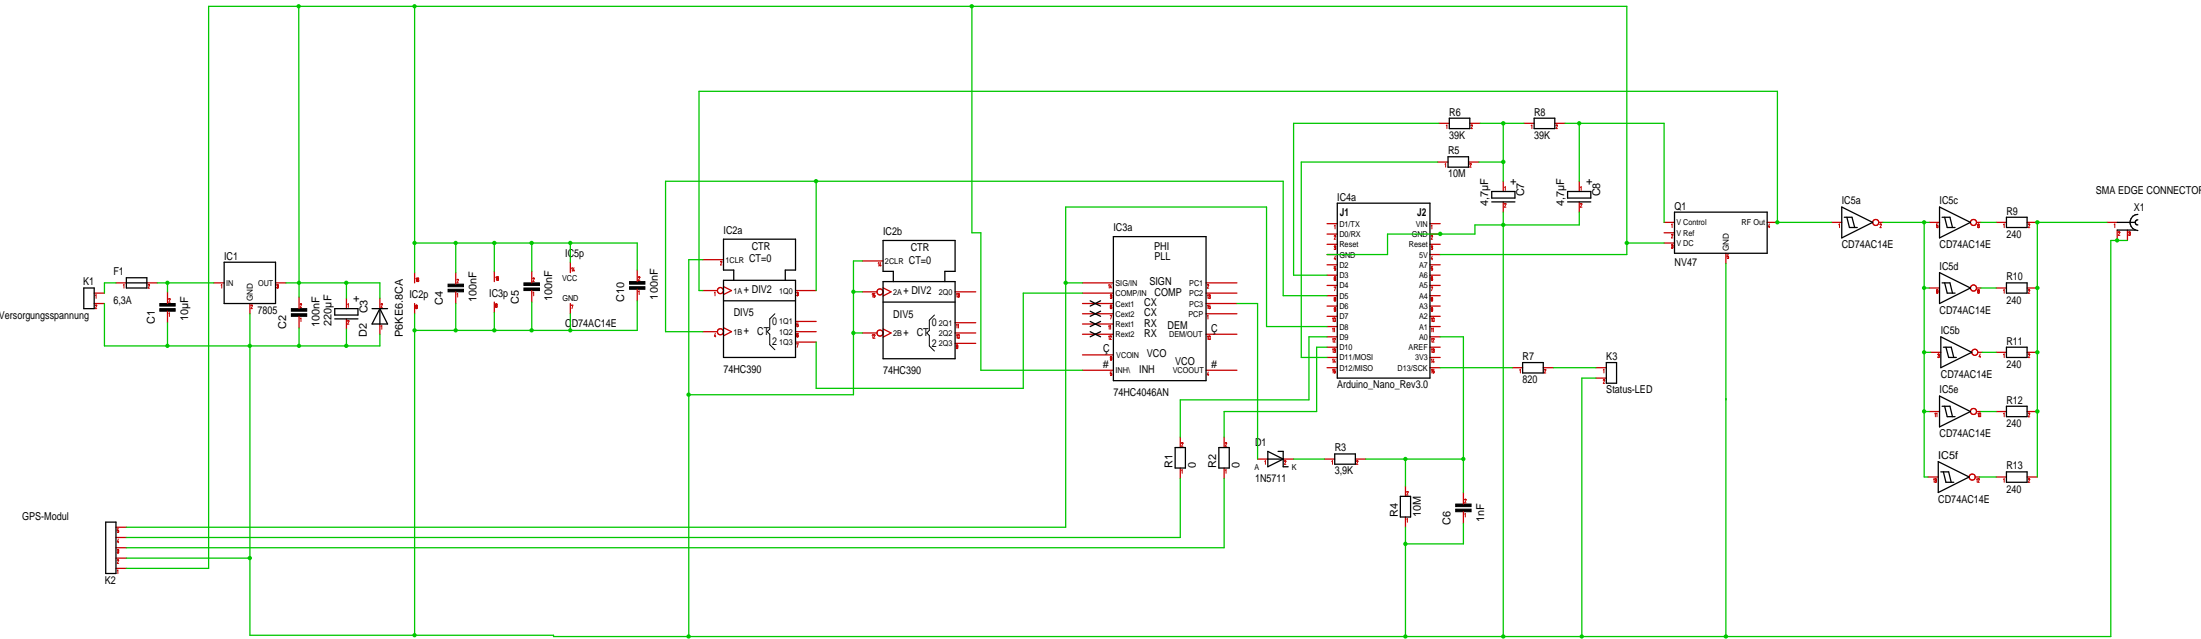 Versorgungsspannung
K1
F1
6,3A
C1
10µF
IC1
IN
OUT
GND
7805
C2
100nF
220µF
+
C3
D2
P6KE6.8CA
IC2p
C4
100nF
IC3p
C5
100nF
IC5p
VCC
GND
CD74AC14E
C10
100nF
IC2a
CTR
CT=0
1CLR
1A
+ DIV2
1Q0
DIV5
1B
+
CT
0
2
1Q1
1Q2
1Q3
74HC390
IC2b
CTR
CT=0
2CLR
2A
+ DIV2
2Q0
DIV5
2B
+
CT
0
2
2Q1
2Q2
2Q3
74HC390
IC3a
PHI
PLL
SIG/IN
SIGN
PC1
COMP/IN
COMP
PC2
Cext1
CX
PC3
Cext2
CX
PCP
Rext1
RX
DEM
Rext2
RX
DEM/OUT
C
C
VCOIN
VCO
VCO
#
#
INH\
INH
VCOOUT
74HC4046AN
R6
39K
R8
39K
R5
10M
4,7µF
+
C7
4,7µF
+
C8
IC4a
J1
J2
D1/TX
VIN
D0/RX
GND
Reset
Reset
GND
5V
D2
A7
D3
A6
D4
A5
D5
A4
D6
A3
D7
A2
D8
A1
D9
A0
D10
AREF
D11/MOSI
3V3
D12/MISO
D13/SCK
Arduino_Nano_Rev3.0
R7
820
K3
Status-LED
R1
0
R2
0
D1
A
K
1N5711
R3
3,9K
R4
10M
C6
1nF
Q1
V Control
RF Out
V Ref
V DC
GND
NV47
IC5a
CD74AC14E
IC5c
CD74AC14E
R9
240
IC5d
CD74AC14E
R10
240
IC5b
CD74AC14E
R11
240
IC5e
CD74AC14E
R12
240
IC5f
CD74AC14E
R13
240
SMA EDGE CONNECTOR
X1
GPS-Modul
K2